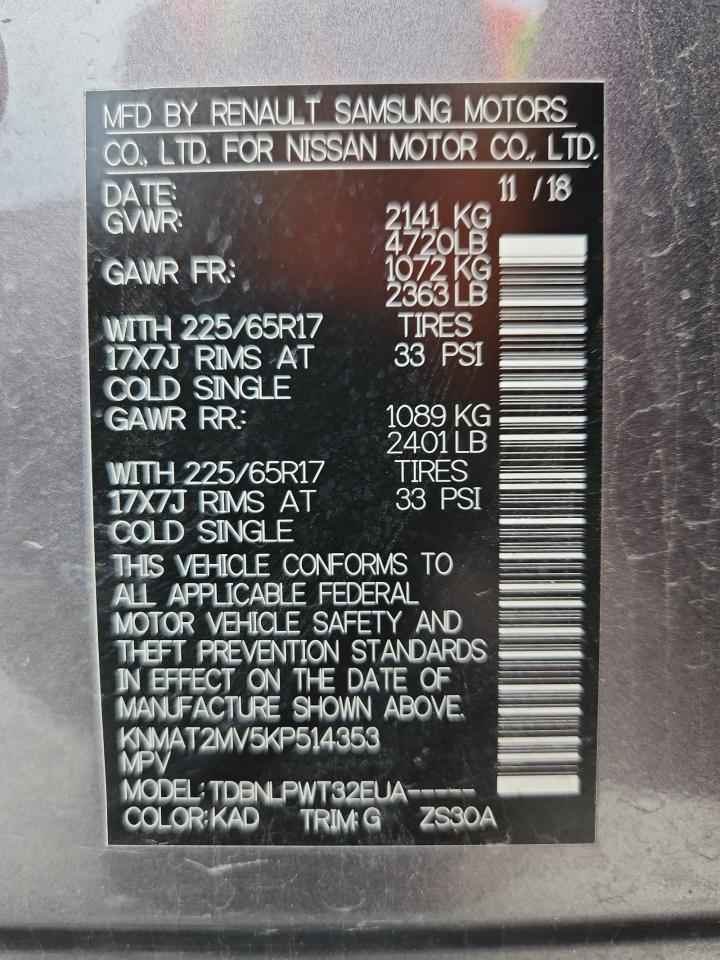 MFD BY RENAULT SAMSUNG MOTORS
CO., LTD. FOR NISSAN MOTOR CO., LTD.
DATE: 11 /18
GVWR: 2141 KG
4720LB
GAWR FR: 1072 KG
2363 LB
WITH 225/65R17 TIRES
17X7J RIMS AT 33 PSI
COLD SINGLE
GAWR RR: 1089 KG
2401 LB
WITH 225/65R17 TIRES
17X7J RIMS AT 33 PSI
COLD SINGLE
THIS VEHICLE CONFORMS TO
ALL APPLICABLE FEDERAL
MOTOR VEHICLE SAFETY AND
THEFT PREVENTION STANDARDS
IN EFFECT ON THE DATE OF
MANUFACTURE SHOWN ABOVE.
KNMAT2MV5KP514353
MPV
MODEL: TDBNLPWT32EUA-----
COLOR: KAD TRIM: G ZS30A